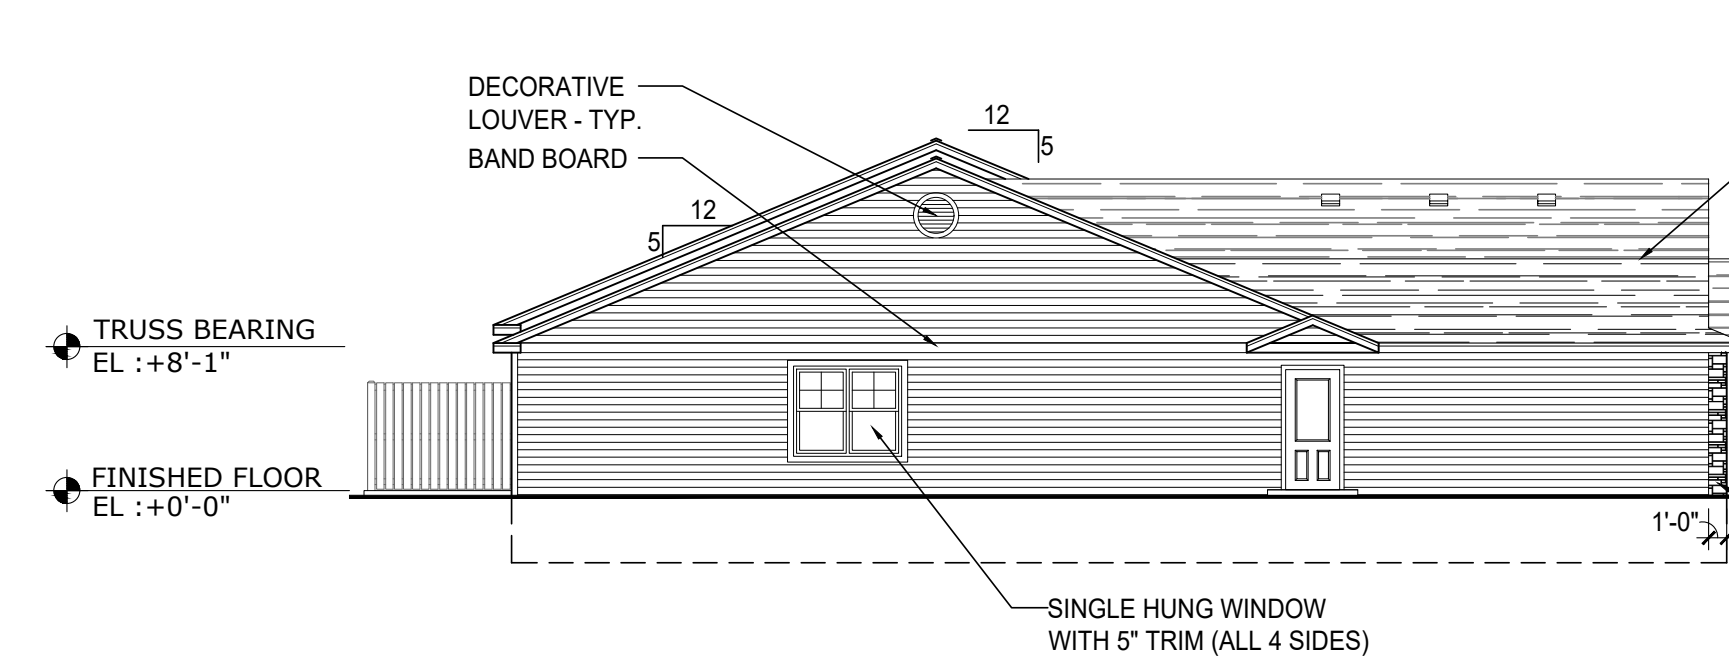 DECORATIVE
LOUVER - TYP.
BAND BOARD
12
5
12
5
TRUSS BEARING
EL :+8'-1"
FINISHED FLOOR
EL :+0'-0"
1'-0"
SINGLE HUNG WINDOW
WITH 5" TRIM (ALL 4 SIDES)